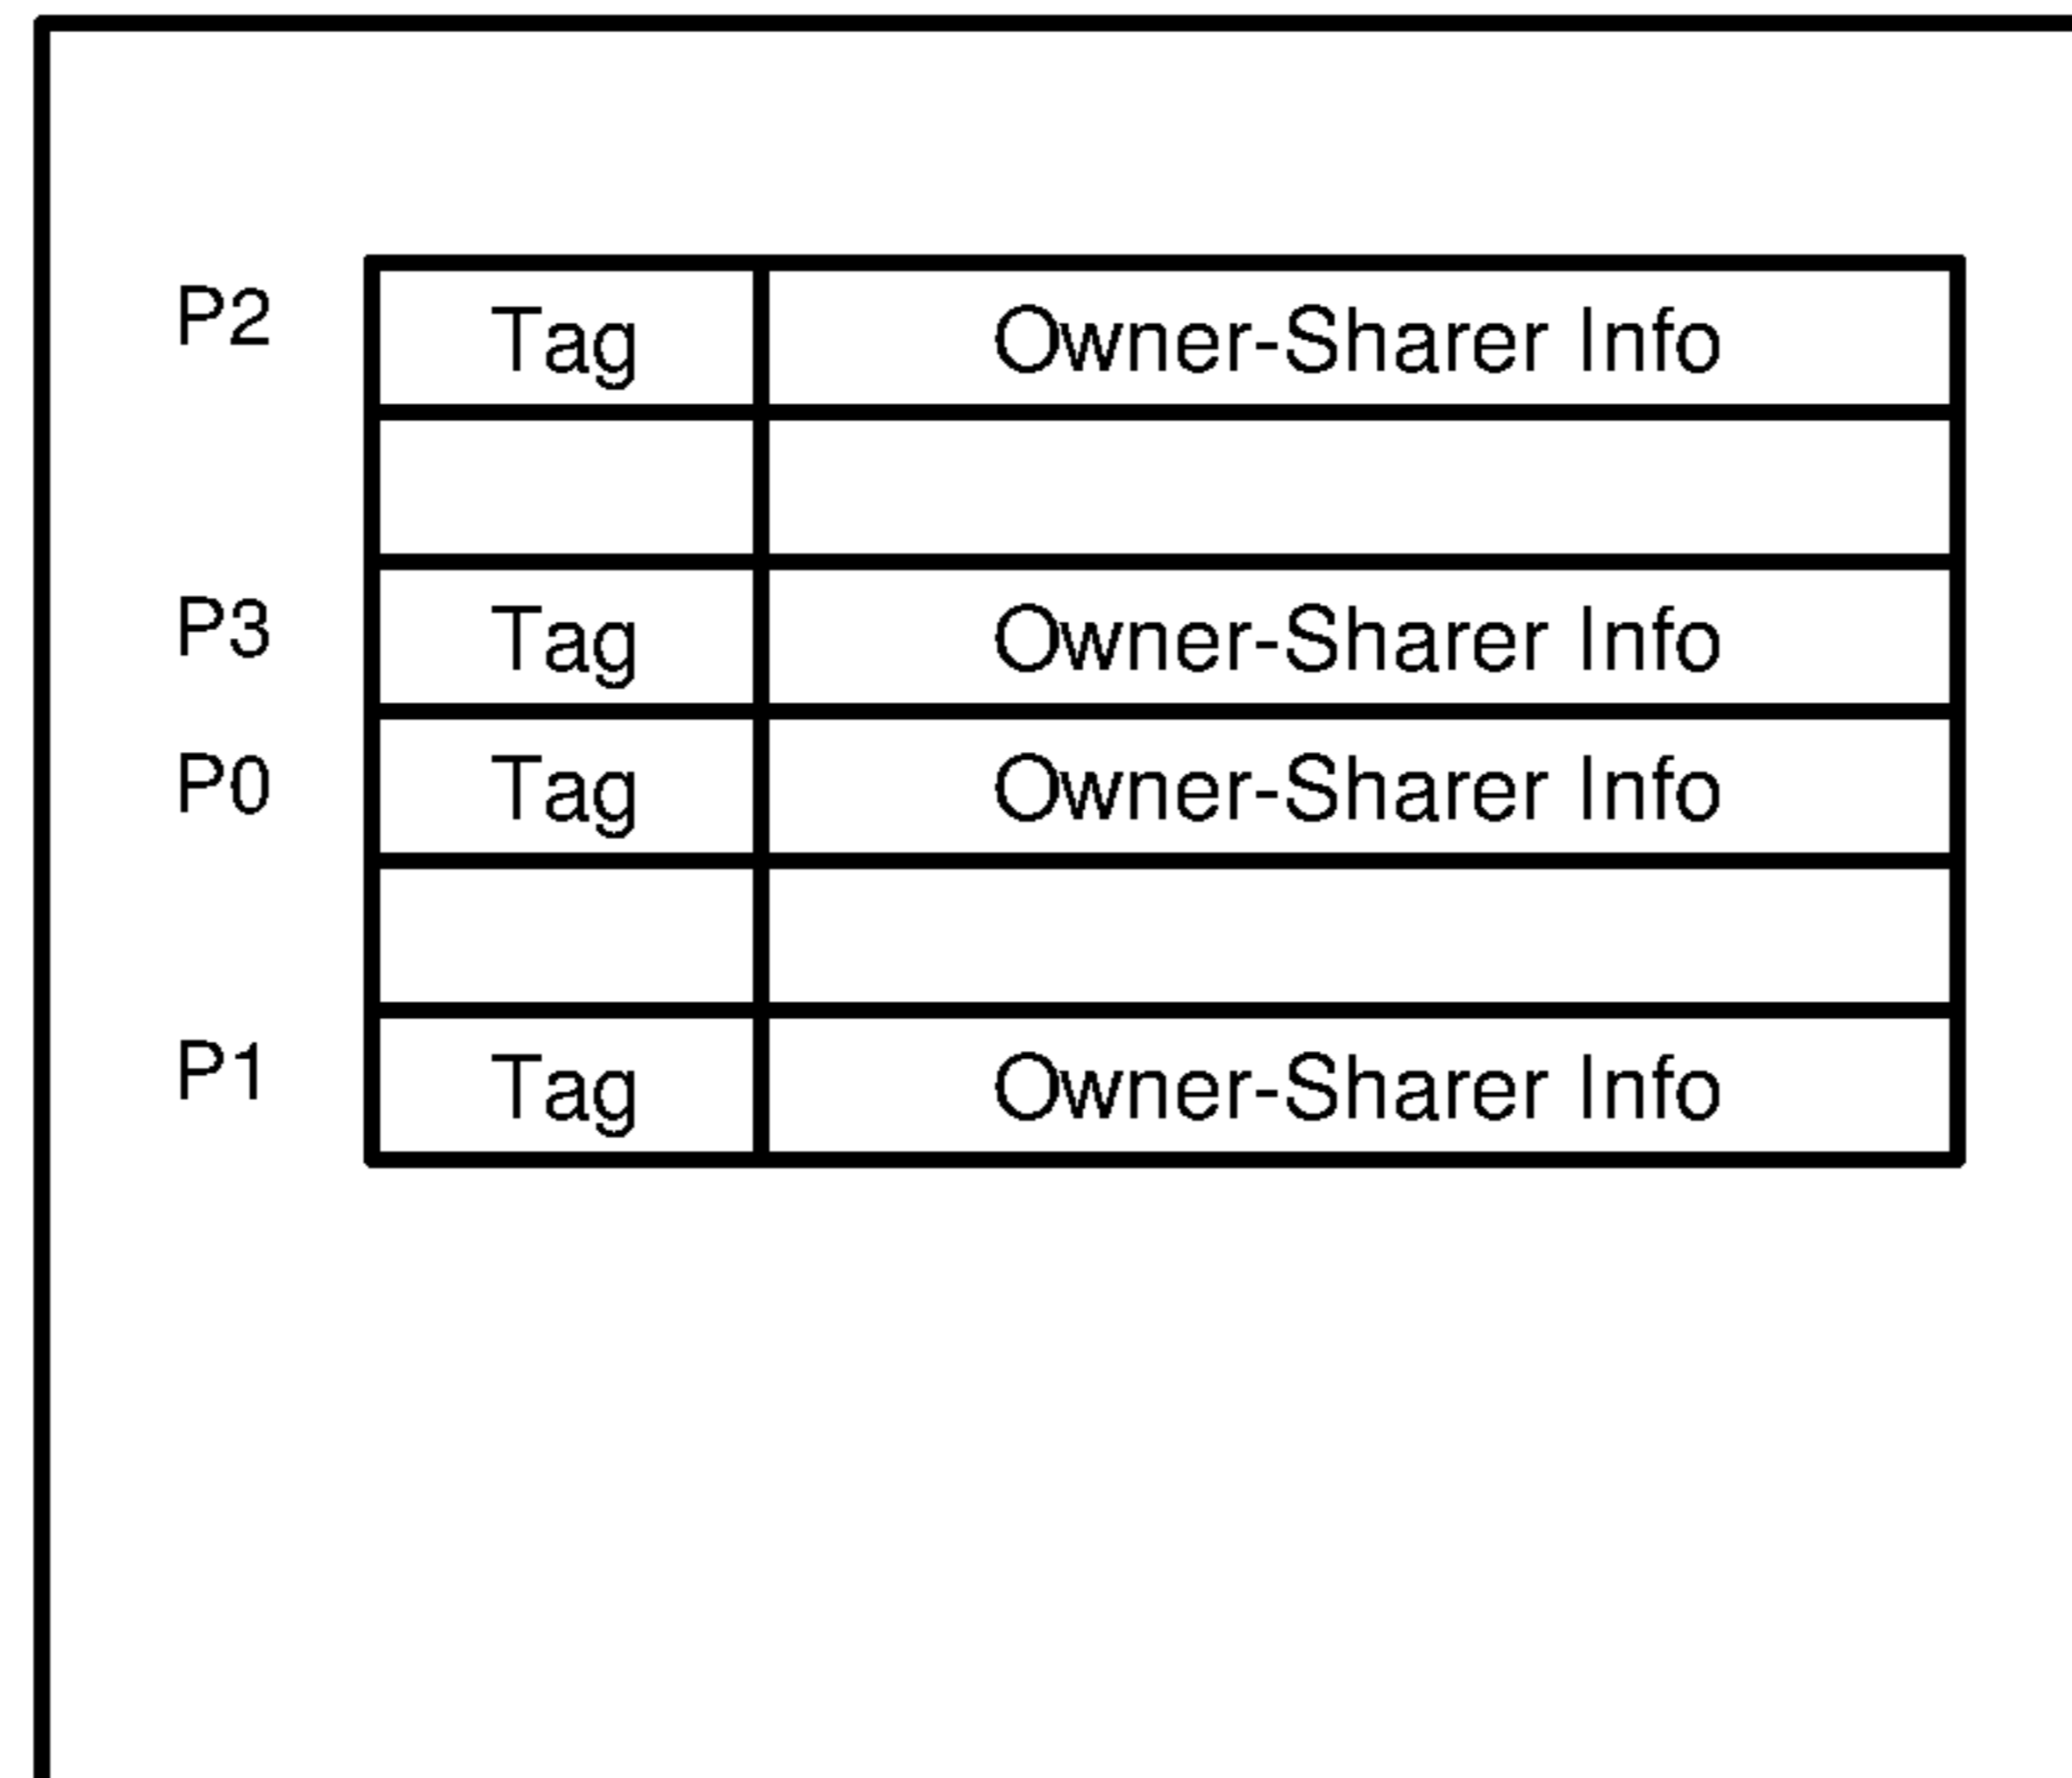 P2 Tag Owner-Sharer Info
P3 Tag Owner-Sharer Info
P0 Tag Owner-Sharer Info
P1 Tag Owner-Sharer Info